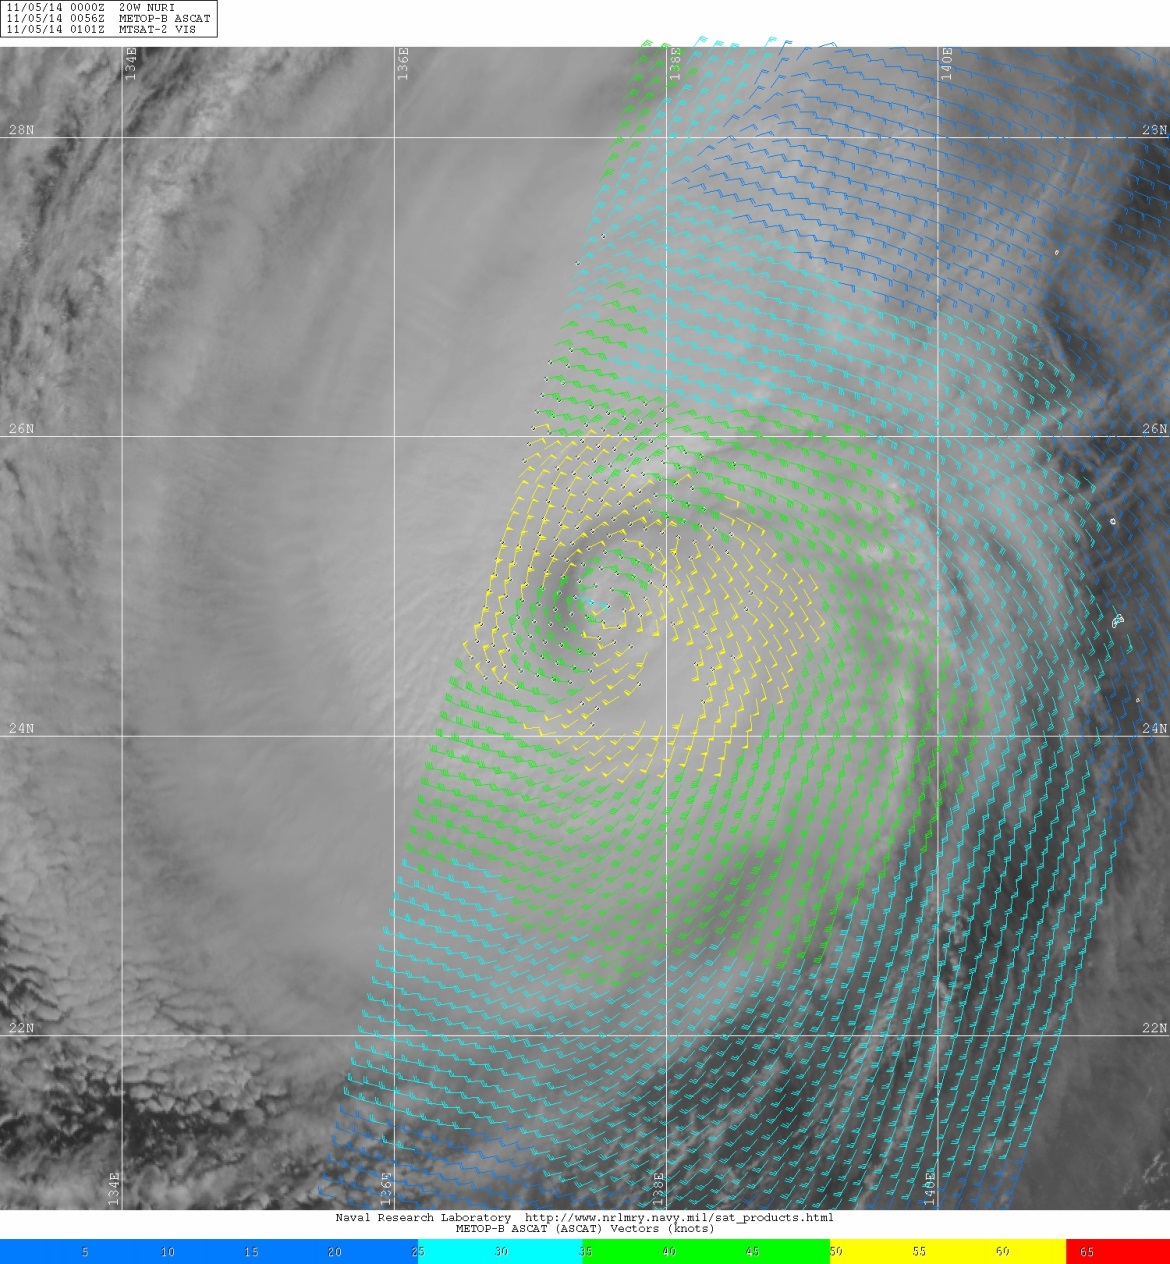 11/05/14 0000Z 20W NURI
11/05/14 0056Z METOP-B ASCAT
11/05/14 0101Z MTSAT-2 VIS
134E
136E
138E
140E
28N
28N
26N
26N
24N
24N
22N
22N
134E
136E
138E
140E
Naval Research Laboratory http://www.nrlmry.navy.mil/sat_products.html
METOP-B ASCAT (ASCAT) Vectors (knots)
5 10 15 20 25 30 35 40 45 50 55 60 65